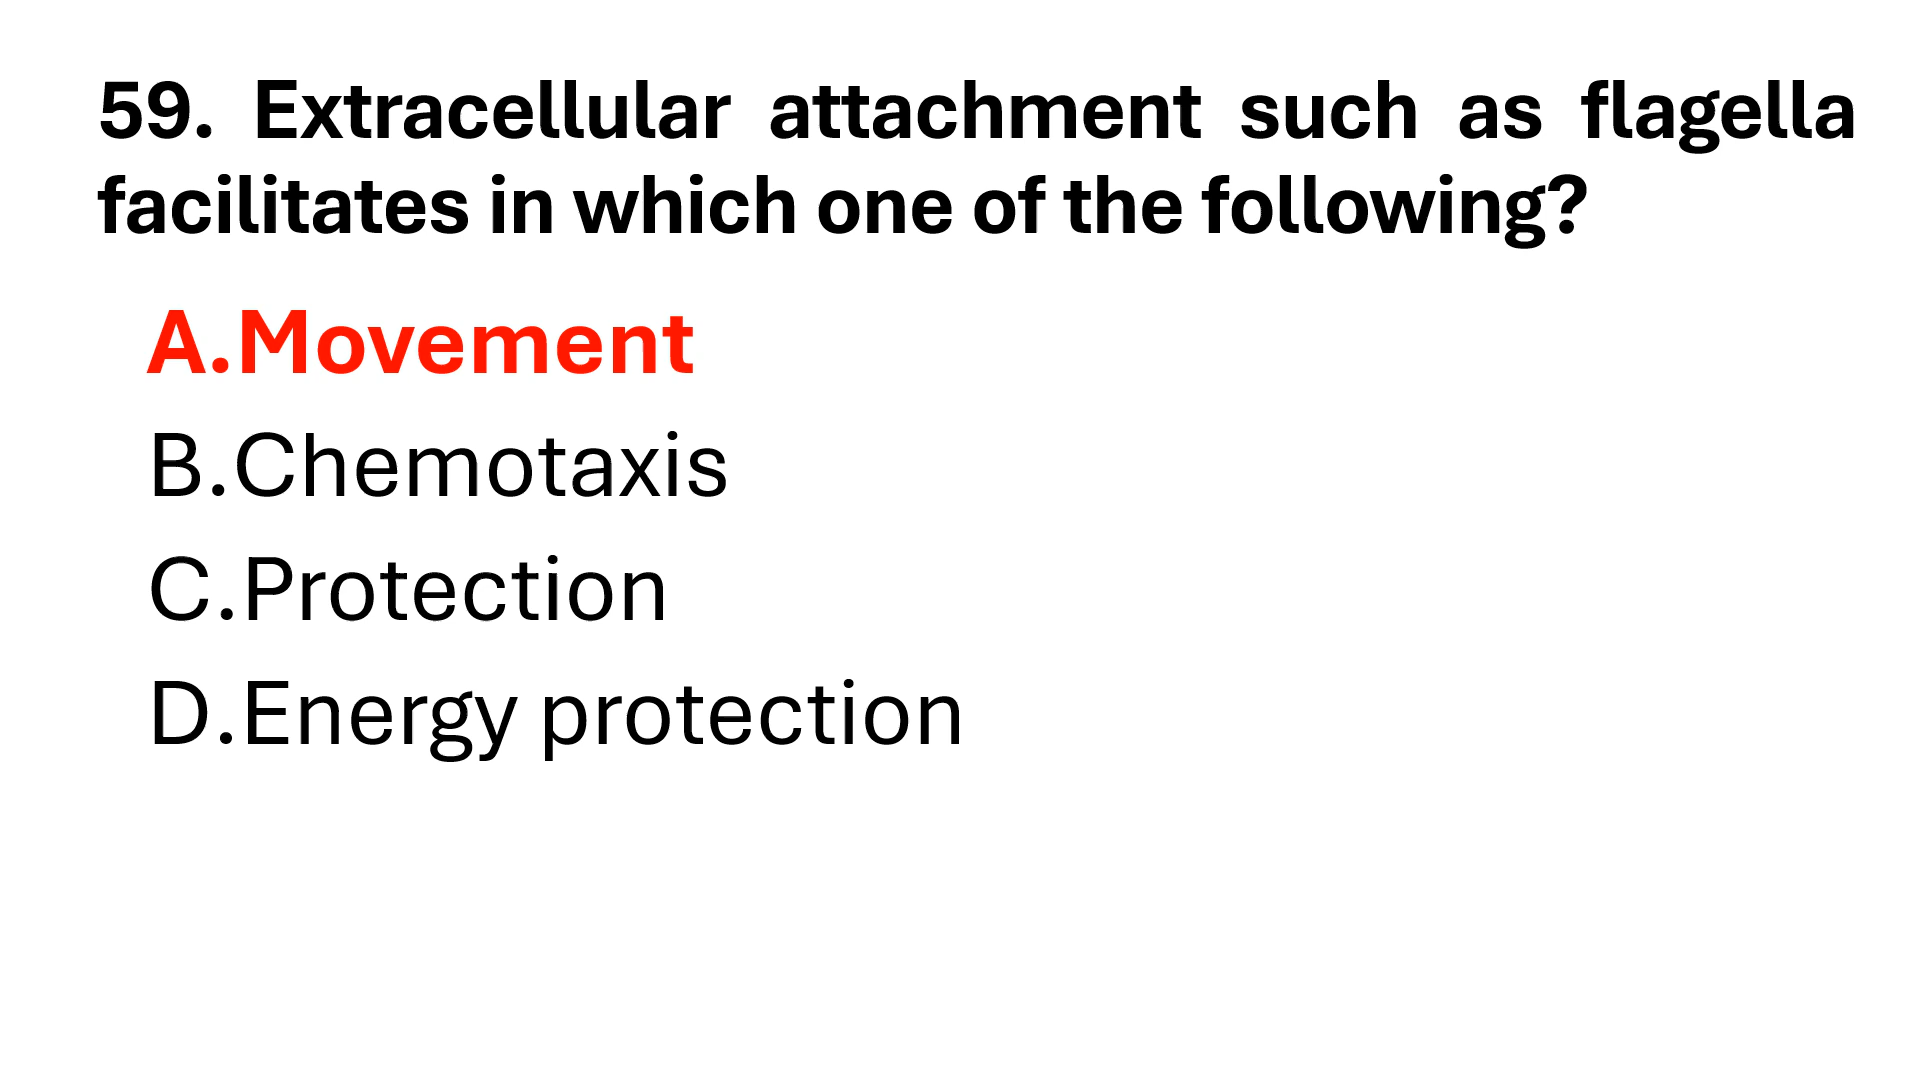 59. Extracellular attachment such as flagella
facilitates in which one of the following?
A.Movement
B.Chemotaxis
C.Protection
D.Energy protection